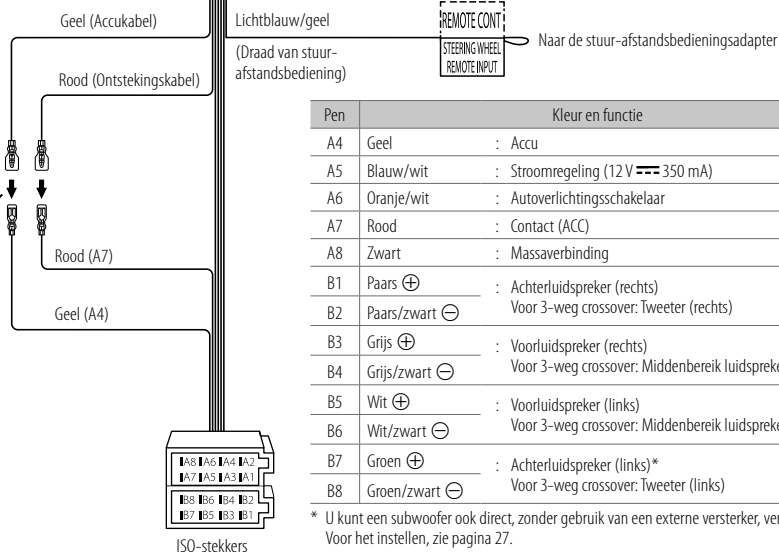 Geel (Accukabel)
Lichtblauw/geel
(Draad van stuur-
afstandsbediening)
REMOTE CONT
STEERING WHEEL
REMOTE INPUT
Naar de stuur-afstandsbedieningsadapter
Rood (Ontstekingskabel)
Rood (A7)
Geel (A4)
Pen Kleur en functie
A4 Geel : Accu
A5 Blauw/wit : Stroomregeling (12 V ⎓ 350 mA)
A6 Oranje/wit : Autoverlichtingsschakelaar
A7 Rood : Contact (ACC)
A8 Zwart : Massaverbinding
B1 Paars ⊕ : Achterluidspreker (rechts)
B2 Paars/zwart ⊖ Voor 3-weg crossover: Tweeter (rechts)
B3 Grijs ⊕ : Voorluidspreker (rechts)
B4 Grijs/zwart ⊖ Voor 3-weg crossover: Middenbereik
B5 Wit ⊕ : Voorluidspreker (links)
B6 Wit/zwart ⊖ Voor 3-weg crossover: Middenbereik
B7 Groen ⊕ : Achterluidspreker (links)*
B8 Groen/zwart ⊖ Voor 3-weg crossover: Tweeter (links)
* U kunt een subwoofer ook direct, zonder gebruik van een externe versterker,
Voor het instellen, zie pagina 27.
A8 A6 A4 A2
A7 A5 A3 A1
B8 B6 B4 B2
B7 B5 B3 B1
ISO-stekkers